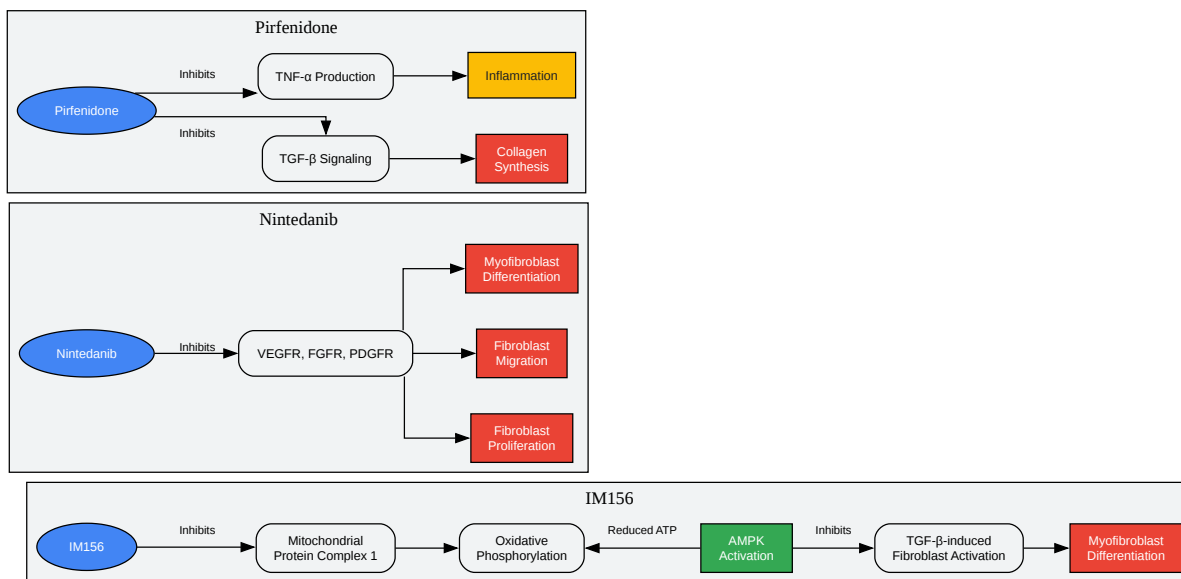 Pirfenidone
Inhibits
TNF-α Production
Inflammation
Pirfenidone
Inhibits
TGF-β Signaling
Collagen
Synthesis
Nintedanib
Myofibroblast
Differentiation
Nintedanib
Inhibits
VEGFR, FGFR, PDGFR
Fibroblast
Migration
Fibroblast
Proliferation
IM156
IM156
Inhibits
Mitochondrial
Protein Complex 1
Oxidative
Phosphorylation
Reduced ATP
AMPK
Activation
Inhibits
TGF-β-induced
Fibroblast Activation
Myofibroblast
Differentiation